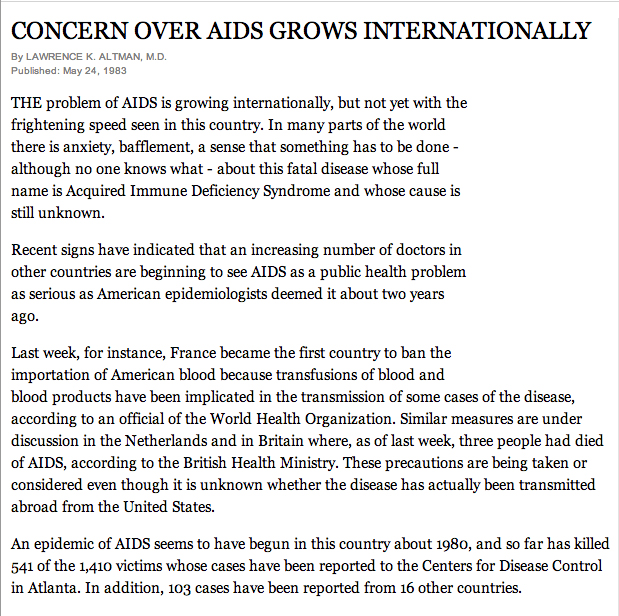 CONCERN OVER AIDS GROWS INTERNATIONALLY
By LAWRENCE K. ALTMAN, M.D.
Published: May 24, 1983
THE problem of AIDS is growing internationally, but not yet with the
frightening speed seen in this country. In many parts of the world
there is anxiety, bafflement, a sense that something has to be done -
although no one knows what - about this fatal disease whose full
name is Acquired Immune Deficiency Syndrome and whose cause is
still unknown.
Recent signs have indicated that an increasing number of doctors in
other countries are beginning to see AIDS as a public health problem
as serious as American epidemiologists deemed it about two years
ago.
Last week, for instance, France became the first country to ban the
importation of American blood because transfusions of blood and
blood products have been implicated in the transmission of some cases of the disease,
according to an official of the World Health Organization. Similar measures are under
discussion in the Netherlands and in Britain where, as of last week, three people had died
of AIDS, according to the British Health Ministry. These precautions are being taken or
considered even though it is unknown whether the disease has actually been transmitted
abroad from the United States.
An epidemic of AIDS seems to have begun in this country about 1980, and so far has killed
541 of the 1,410 victims whose cases have been reported to the Centers for Disease Control
in Atlanta. In addition, 103 cases have been reported from 16 other countries.